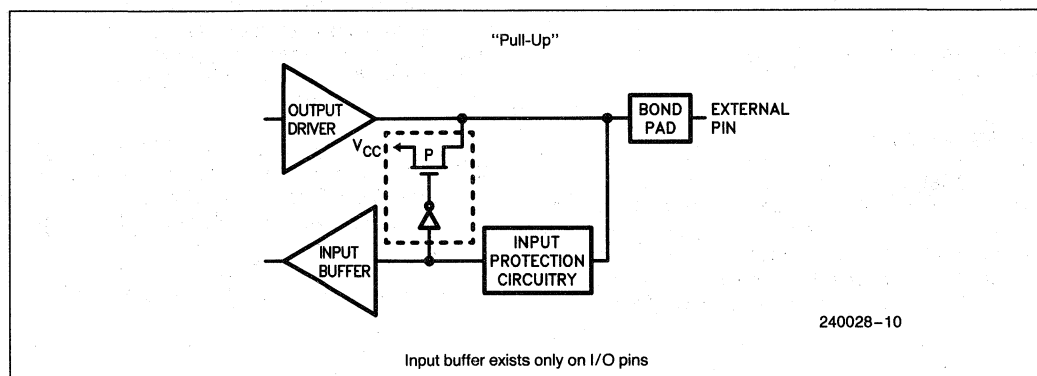 "Pull-Up"
OUTPUT
DRIVER
BOND
PAD
EXTERNAL
PIN
VCC
P
INPUT
BUFFER
INPUT
PROTECTION
CIRCUITRY
240028-10
Input buffer exists only on I/O pins